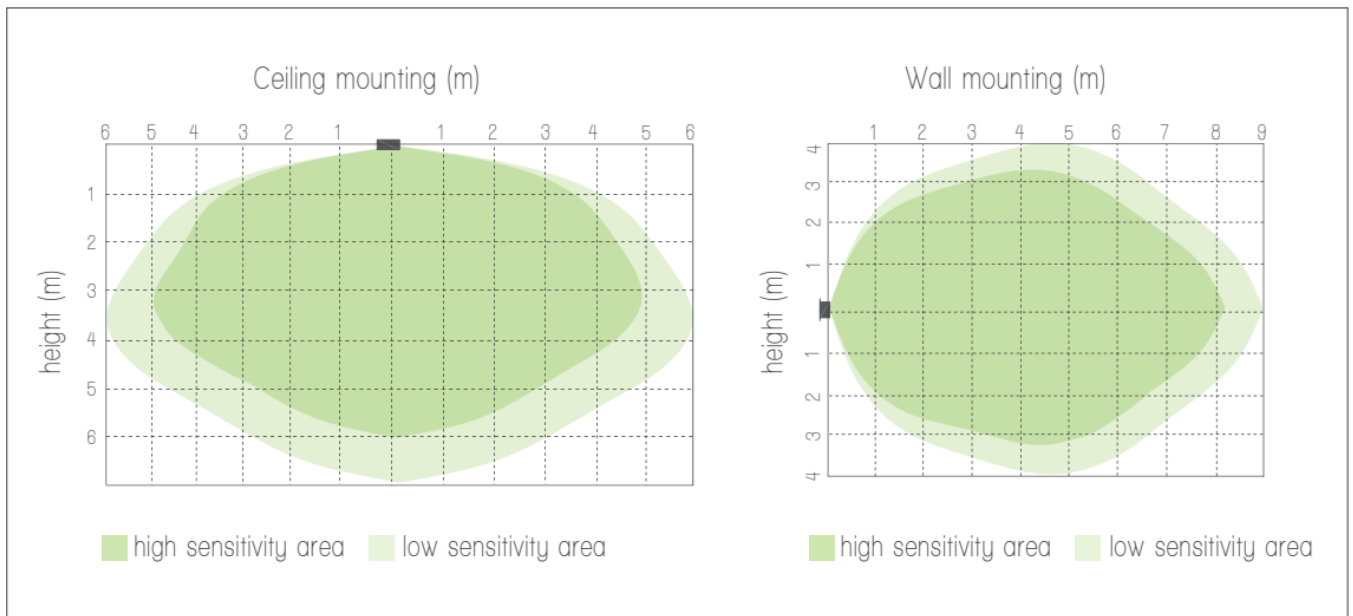 Ceiling mounting (m)
6 5 4 3 2 1 1 2 3 4 5 6
1
2
3
4
5
6
height (m)
high sensitivity area low sensitivity area
Wall mounting (m)
1 2 3 4 5 6 7 8 9
4
3
2
1
1
2
3
4
height (m)
high sensitivity area low sensitivity area